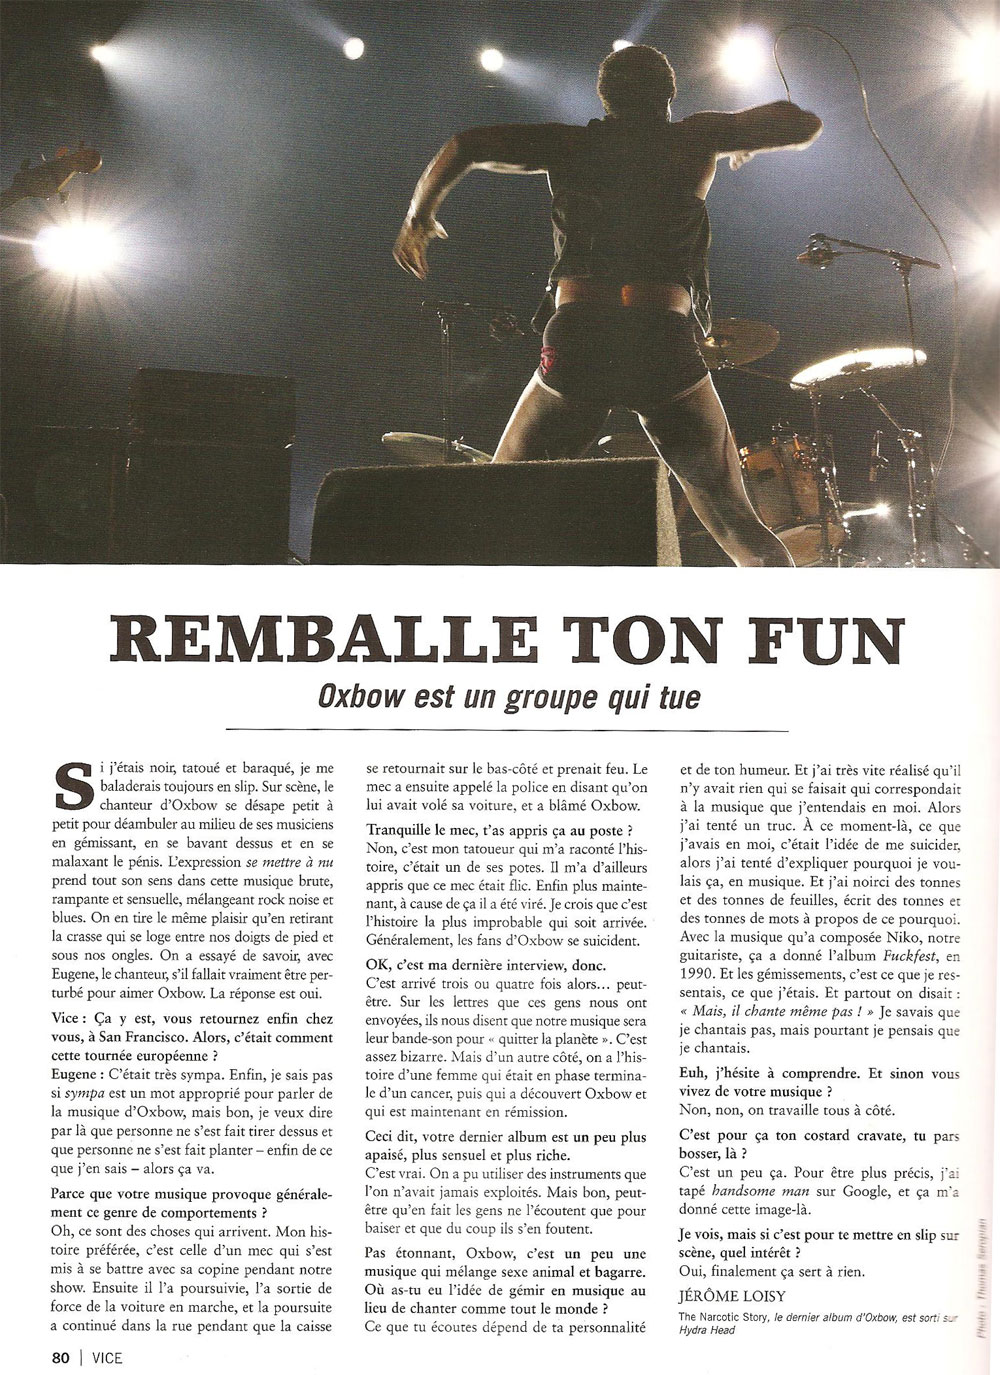 REMBALLE TON FUN
Oxbow est un groupe qui tue
Si j'étais noir, tatoué et baraqué, je me
baladerais toujours en slip. Sur scène, le
chanteur d'Oxbow se désape petit à
petit pour déambuler au milieu de ses musiciens
en gémissant, en se bavant dessus et en se
malaxant le pénis. L'expression se mettre à nu
prend tout son sens dans cette musique brute,
rampante et sensuelle, mélangeant rock noise et
blues. On en tire le même plaisir qu'en retirant
la crasse qui se loge entre nos doigts de pied et
sous nos ongles. On a essayé de savoir, avec
Eugene, le chanteur, s'il fallait vraiment être per-
turbé pour aimer Oxbow. La réponse est oui.
Vice : Ça y est, vous retournez enfin chez
vous, à San Francisco. Alors, c'était comment
cette tournée européenne ?
Eugene : C'était très sympa. Enfin, je sais pas
si sympa est un mot approprié pour parler de
la musique d'Oxbow, mais bon, je veux dire
par là que personne ne s'est fait tirer dessus et
que personne ne s'est fait planter – enfin de ce
que j'en sais – alors ça va.
Parce que votre musique provoque générale-
ment ce genre de comportements ?
Oh, ce sont des choses qui arrivent. Mon his-
toire préférée, c'est celle d'un mec qui s'est
mis à se battre avec sa copine pendant notre
show. Ensuite il l'a poursuivie, l'a sortie de
force de la voiture en marche, et la poursuite
a continué dans la rue pendant que la caisse
se retournait sur le bas-côté et prenait feu. Le
mec a ensuite appelé la police en disant qu'on
lui avait volé sa voiture, et a blâmé Oxbow.
Tranquille le mec, t'as appris ça au poste ?
Non, c'est mon tatoueur qui m'a raconté l'his-
toire, c'était un de ses potes. Il m'a d'ailleurs
appris que ce mec était flic. Enfin plus mainte-
nant, à cause de ça il a été viré. Je crois que c'est
l'histoire la plus improbable qui soit arrivée.
Généralement, les fans d'Oxbow se suicident.
OK, c'est ma dernière interview, donc.
C'est arrivé trois ou quatre fois alors... peut-
être. Sur les lettres que ces gens nous ont
envoyées, ils nous disent que notre musique sera
leur bande-son pour « quitter la planète ». C'est
assez bizarre. Mais d'un autre côté, on a l'his-
toire d'une femme qui était en phase termina-
le d'un cancer, puis qui a découvert Oxbow et
qui est maintenant en rémission.
Ceci dit, votre dernier album est un peu plus
apaisé, plus sensuel et plus riche.
C'est vrai. On a pu utiliser des instruments que
l'on n'avait jamais exploités. Mais bon, peut-
être qu'en fait les gens ne l'écoutent que pour
baiser et que du coup ils s'en foutent.
Pas étonnant, Oxbow, c'est un peu une
musique qui mélange sexe animal et bagarre.
Où as-tu eu l'idée de gémir en musique au
lieu de chanter comme tout le monde ?
Ce que tu écoutes dépend de ta personnalité
et de ton humeur. Et j'ai très vite réalisé qu'il
n'y avait rien qui se faisait qui correspondait
à la musique que j'entendais en moi. Alors
j'ai tenté un truc. À ce moment-là, ce que
j'avais en moi, c'était l'idée de me suicider,
alors j'ai tenté d'expliquer pourquoi je vou-
lais ça, en musique. Et j'ai noirci des tonnes
et des tonnes de feuilles, écrit des tonnes et
des tonnes de mots à propos de ce pourquoi.
Avec la musique qu'a composée Niko, notre
guitariste, ça a donné l'album Fuckfest, en
1990. Et les gémissements, c'est ce que je res-
sentais, ce que j'étais. Et partout on disait :
« Mais, il chante même pas ! » Je savais que
je chantais pas, mais pourtant je pensais que
je chantais.
Euh, j'hésite à comprendre. Et sinon vous
vivez de votre musique ?
Non, non, on travaille tous à côté.
C'est pour ça ton costard cravate, tu pars
bosser, là ?
C'est un peu ça. Pour être plus précis, j'ai
tapé handsome man sur Google, et ça m'a
donné cette image-là.
Je vois, mais si c'est pour te mettre en slip sur
scène, quel intérêt ?
Oui, finalement ça sert à rien.
JÉRÔME LOISY
The Narcotic Story, le dernier album d'Oxbow, est sorti sur
Hydra Head
Photo : Thomas Seropian
80 | VICE